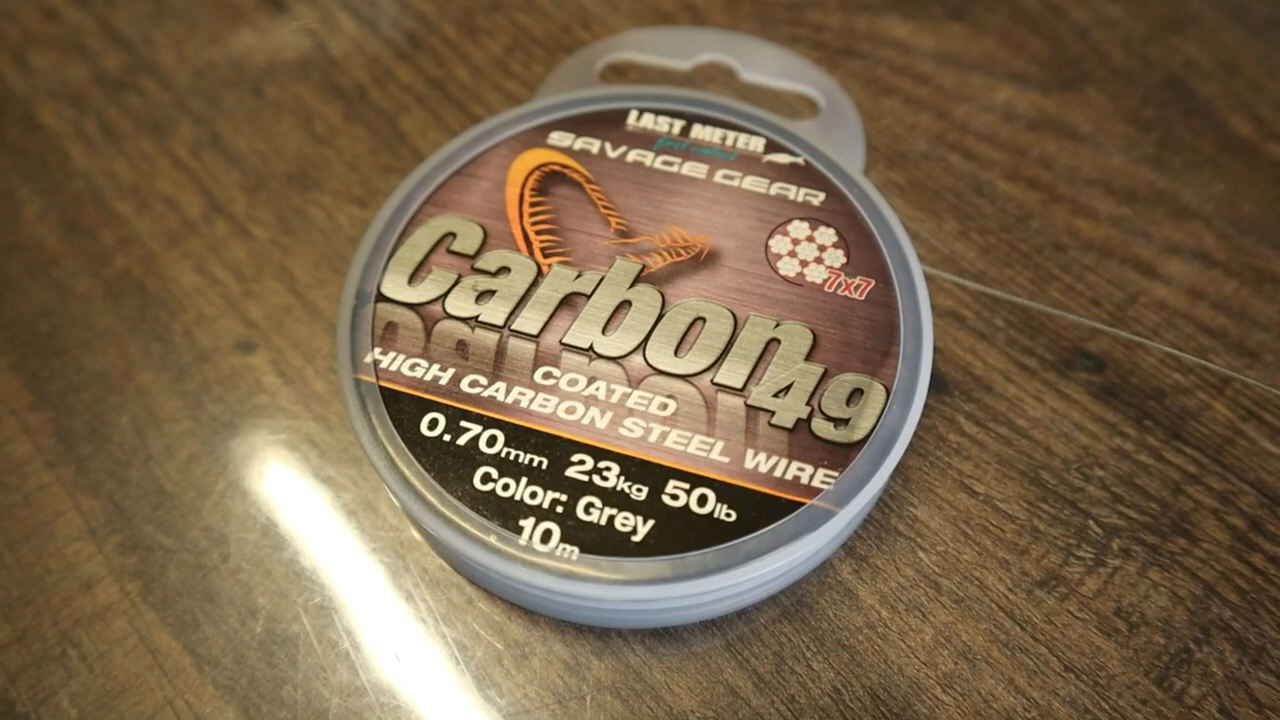 LAST METER
SAVAGE GEAR
7x7
Carbon49
COATED
HIGH CARBON STEEL WIRE
0.70mm 23kg 50lb
Color: Grey
10m